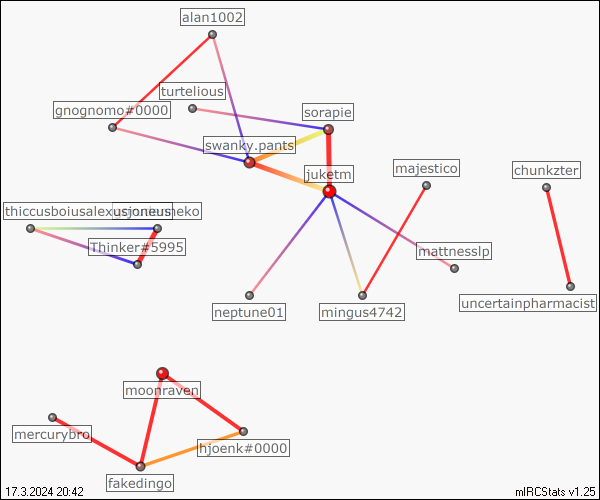 alan1002
turtelious
gnognomo#0000
sorapie
swanky.pants
juketm
majestico
chunkzter
thiccusboiusalexus
Thinker#5995
mattnesslp
neptune01
mingus4742
uncertainpharmacist
moonraven
mercurybro
hjoenk#0000
fakedingo
17.3.2024 20:42
mIRCStats v1.25